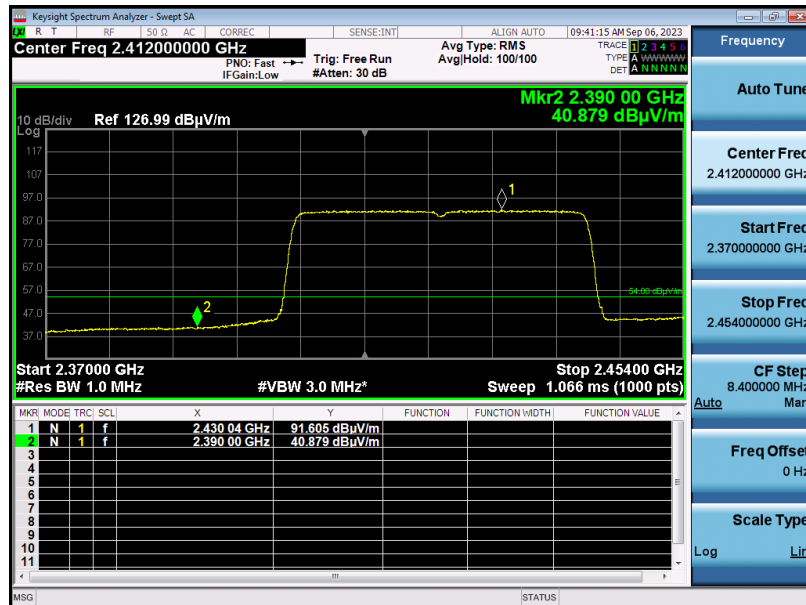 Keysight Spectrum Analyzer - Swept SA
LXI R T RF 50 Ω AC CORREC SENSE:INT ALIGN AUTO 09:41:15 AM Sep 06, 2023
Center Freq 2.412000000 GHz
PNO: Fast
IFGain:Low
Trig: Free Run
#Atten: 30 dB
Avg Type: RMS
Avg|Hold: 100/100
TRACE 1 2 3 4 5 6
TYPE A WWWWW
DET A N N N N N
Mkr2 2.390 00 GHz
40.879 dBµV/m
10 dB/div Ref 126.99 dBµV/m
Log
117
107
97.0
87.0
77.0
67.0
57.0
47.0
37.0
1
2
54.00 dBµV/m
Start 2.37000 GHz Stop 2.45400 GHz
#Res BW 1.0 MHz #VBW 3.0 MHz* Sweep 1.066 ms (1000 pts)
MKR MODE TRC SCL X Y FUNCTION FUNCTION WIDTH FUNCTION VALUE
1 N 1 f 2.430 04 GHz 91.605 dBµV/m
2 N 1 f 2.390 00 GHz 40.879 dBµV/m
3
4
5
6
7
8
9
10
11
MSG STATUS
Frequency
Auto Tune
Center Freq
2.412000000 GHz
Start Freq
2.370000000 GHz
Stop Freq
2.454000000 GHz
CF Step
8.400000 MHz
Auto Man
Freq Offset
0 Hz
Scale Type
Log Lin